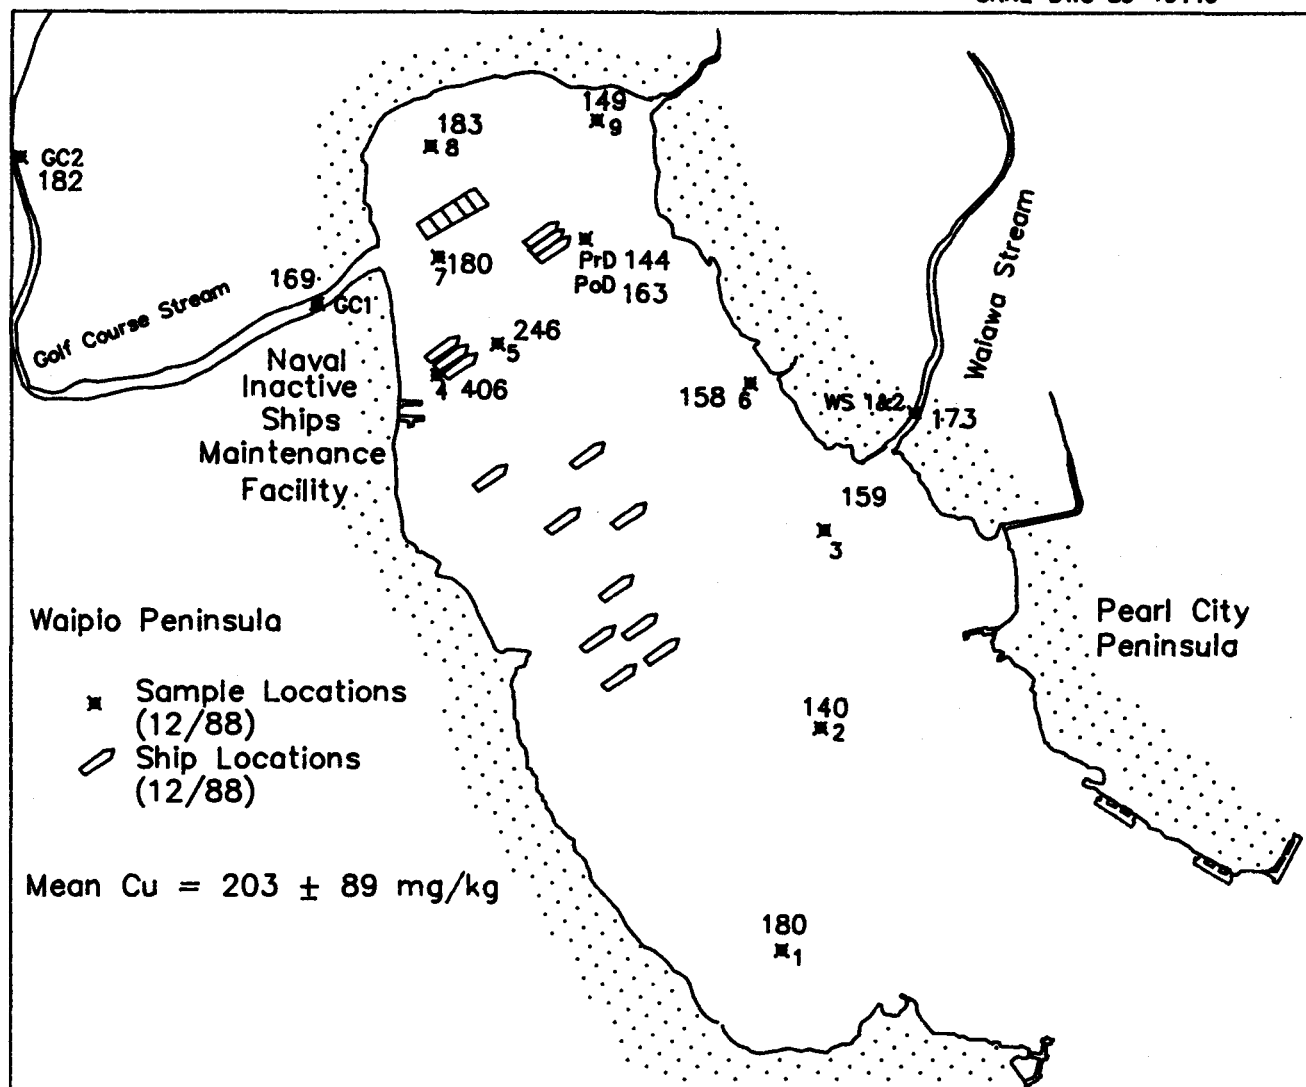 149
9
183
8
GC2
182
180
7
PrD 144
PoD 163
169
GC1
Golf Course Stream
Waiawa Stream
246
5
4 406
Naval
Inactive
Ships
Maintenance
Facility
158 6
WS 1&2
173
159
3
Waipio Peninsula
Pearl City
Peninsula
Sample Locations
(12/88)
Ship Locations
(12/88)
140
2
Mean Cu = 203 ± 89 mg/kg
180
1